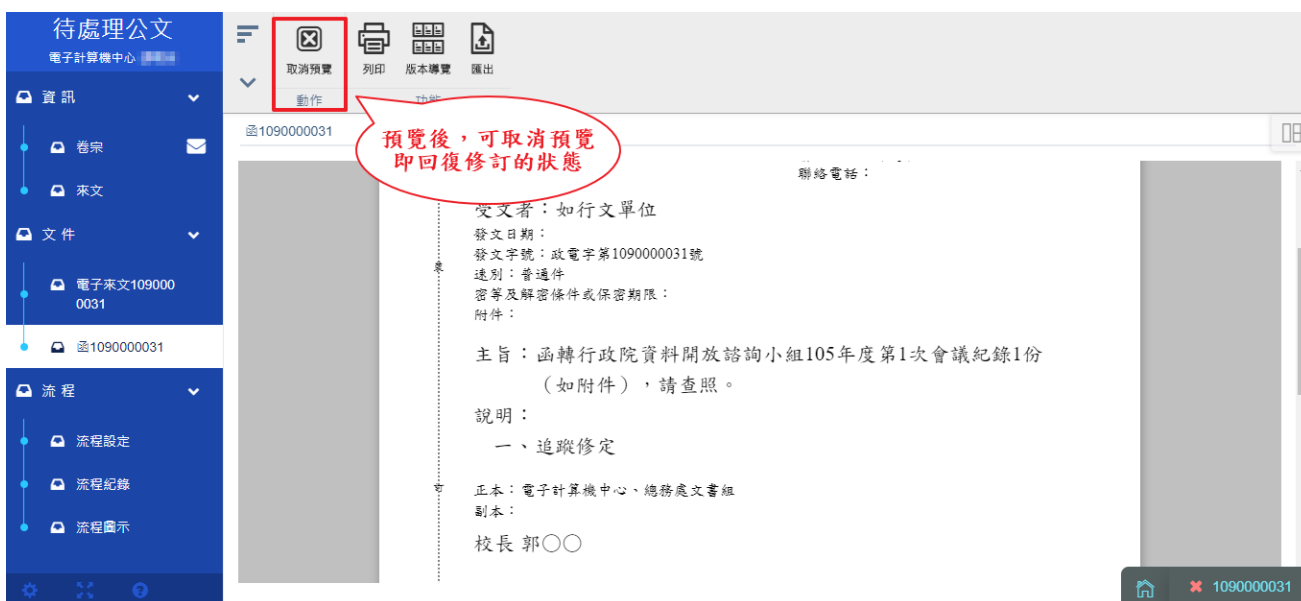 待處理公文
電子計算機中心
資訊
卷宗
來文
文件
電子來文109000
0031
函1090000031
流程
流程設定
流程紀錄
流程圖示
取消預覽
列印
版本導覽
匯出
動作
函1090000031
預覽後，可取消預覽
即回復修訂的狀態
聯絡電話：
受文者：如行文單位
發文日期：
發文字號：政電字第1090000031號
速別：普通件
密等及解密條件或保密期限：
附件：
主旨：函轉行政院資料開放諮詢小組105年度第1次會議紀錄1份
（如附件），請查照。
說明：
一、追蹤修定
正本：電子計算機中心、總務處文書組
副本：
校長 郭〇〇
1090000031